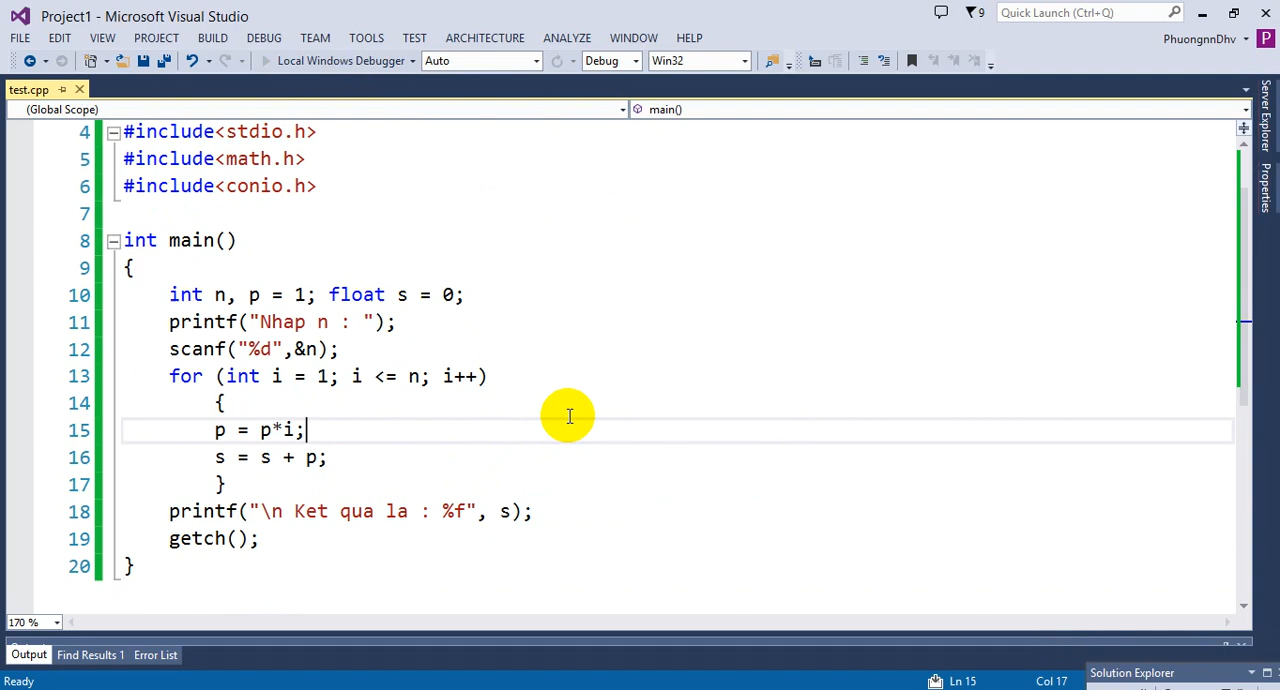 Project1 - Microsoft Visual Studio
9
Quick Launch (Ctrl+Q)
FILE EDIT VIEW PROJECT BUILD DEBUG TEAM TOOLS TEST ARCHITECTURE ANALYZE WINDOW HELP
PhuongnnDhv
P
Local Windows Debugger
Auto
Debug
Win32
test.cpp
(Global Scope)
main()
4 #include<stdio.h>
5 #include<math.h>
6 #include<conio.h>
7
8 int main()
9 {
10 int n, p = 1; float s = 0;
11 printf("Nhap n : ");
12 scanf("%d",&n);
13 for (int i = 1; i <= n; i++)
14 {
15 p = p*i;
16 s = s + p;
17 }
18 printf("\n Ket qua la : %f", s);
19 getch();
20 }
Server Explorer
Properties
170 %
Output Find Results 1 Error List
Ready
Ln 15
Col 17
Solution Explorer